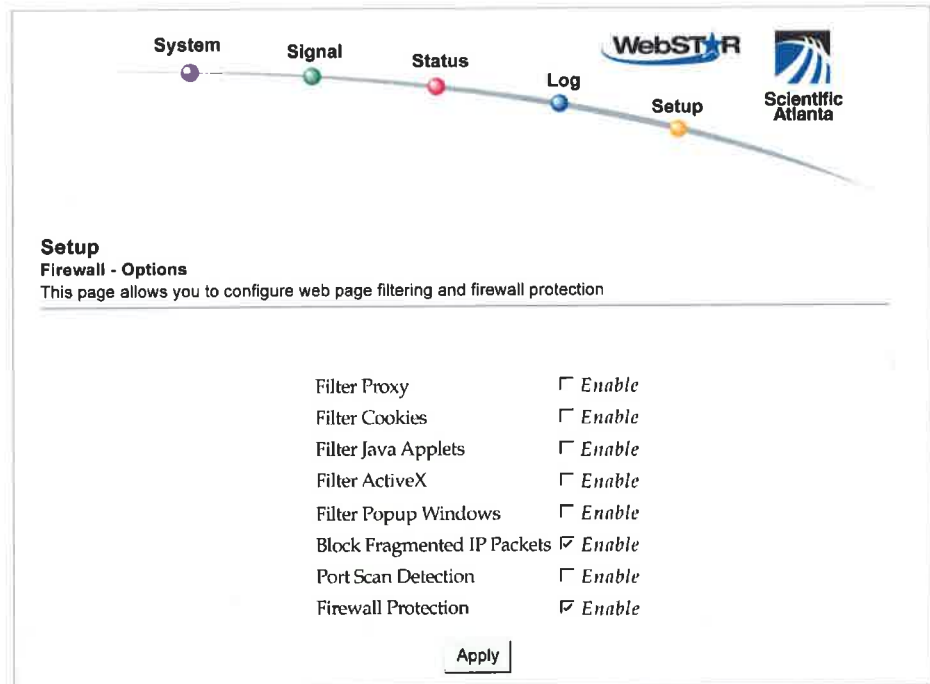 System
Signal
Status
Log
Setup
WebSTAR
Scientific
Atlanta
Setup
Firewall - Options
This page allows you to configure web page filtering and firewall protection
Filter Proxy Enable
Filter Cookies Enable
Filter Java Applets Enable
Filter ActiveX Enable
Filter Popup Windows Enable
Block Fragmented IP Packets Enable
Port Scan Detection Enable
Firewall Protection Enable
Apply